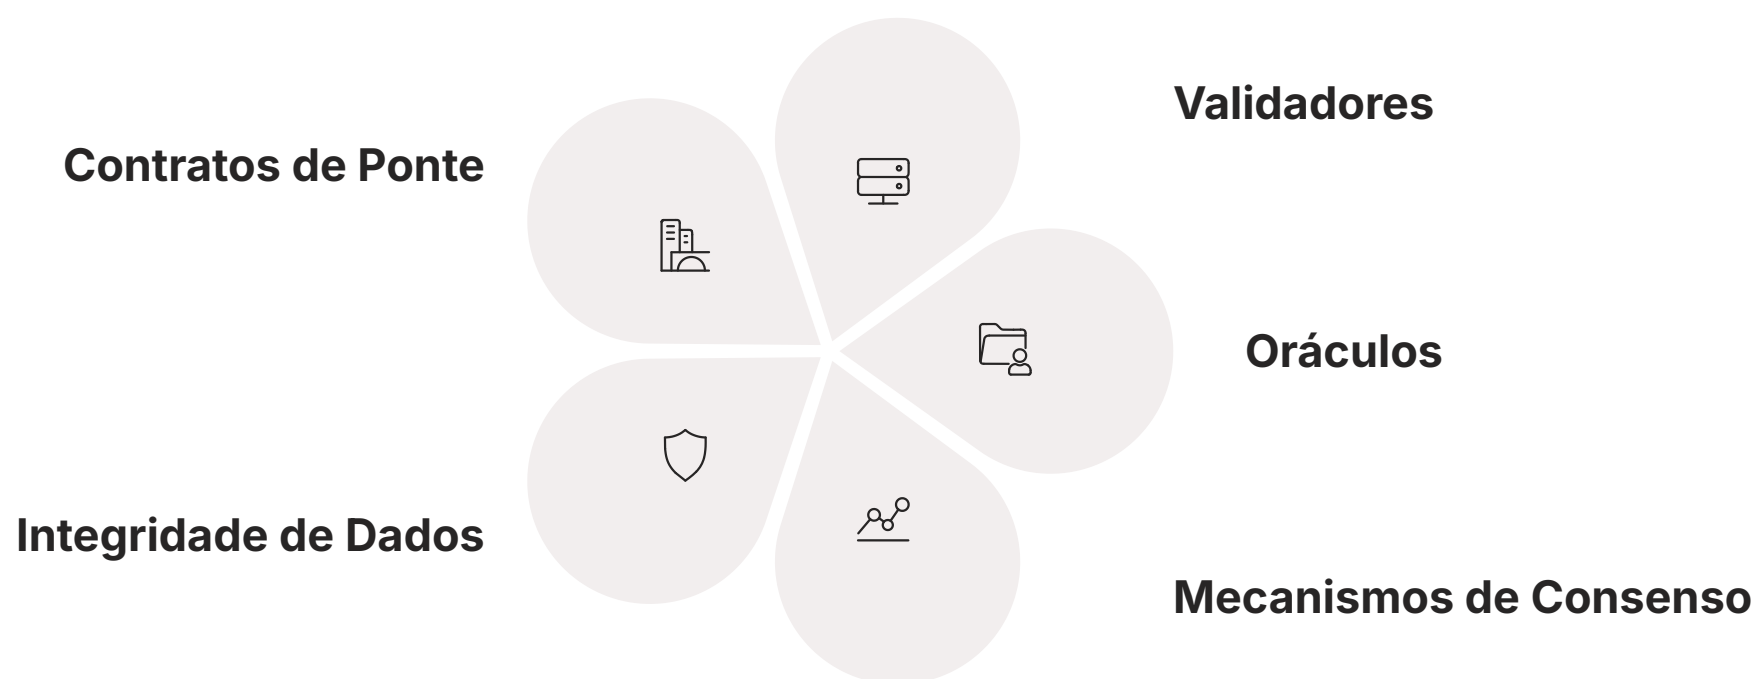 Validadores
Contratos de Ponte
Oráculos
Integridade de Dados
Mecanismos de Consenso